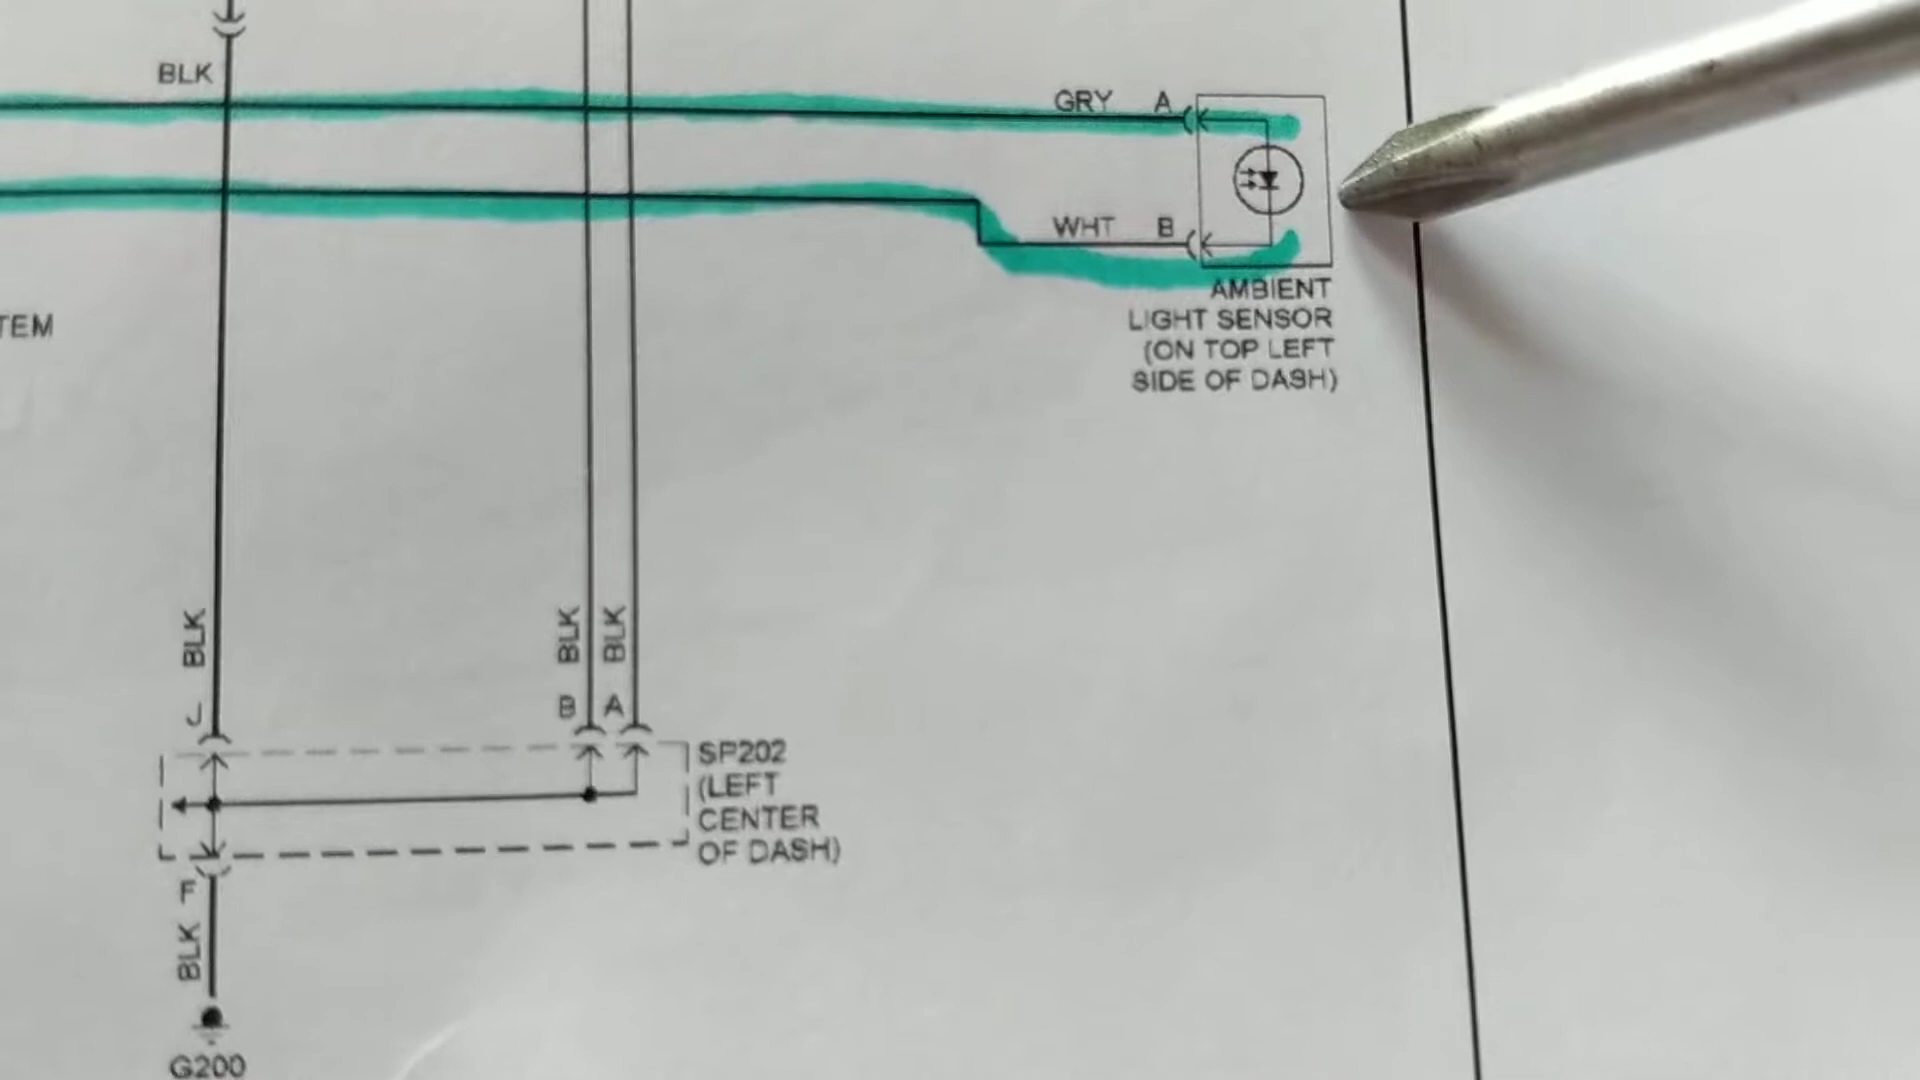 BLK
GRY A
WHT B
AMBIENT
LIGHT SENSOR
(ON TOP LEFT
SIDE OF DASH)
TEM
BLK
BLK
BLK
J
B
A
SP202
(LEFT
CENTER
OF DASH)
F
BLK
G200